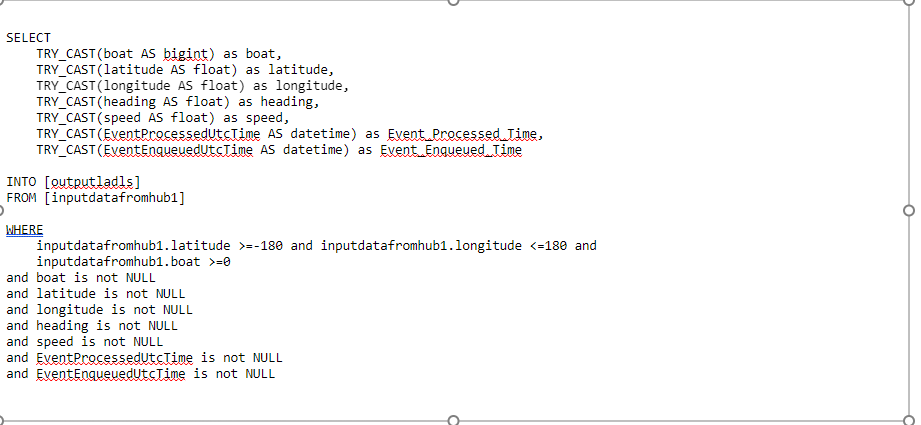 SELECT
    TRY_CAST(boat AS bigint) as boat,
    TRY_CAST(latitude AS float) as latitude,
    TRY_CAST(longitude AS float) as longitude,
    TRY_CAST(heading AS float) as heading,
    TRY_CAST(speed AS float) as speed,
    TRY_CAST(EventProcessedUtcTime AS datetime) as Event_Processed_Time,
    TRY_CAST(EventEnqueuedUtcTime AS datetime) as Event_Enqueued_Time
INTO [outputladls]
FROM [inputdatafromhub1]
WHERE
    inputdatafromhub1.latitude >=-180 and inputdatafromhub1.longitude <=180 and
    inputdatafromhub1.boat >=0
and boat is not NULL
and latitude is not NULL
and longitude is not NULL
and heading is not NULL
and speed is not NULL
and EventProcessedUtcTime is not NULL
and EventEnqueuedUtcTime is not NULL